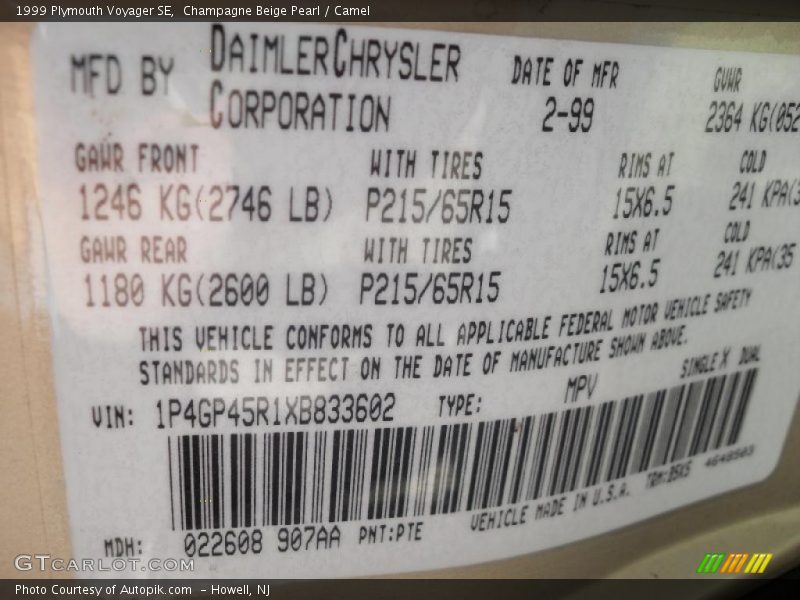 1999 Plymouth Voyager SE,  Champagne Beige Pearl / Camel
MFD BY DAIMLERCHRYSLER CORPORATION DATE OF MFR GVWR
2-99 2364 KG(052
GAWR FRONT WITH TIRES RIMS AT COLD
1246 KG(2746 LB) P215/65R15 15X6.5 241 KPA(3
GAWR REAR WITH TIRES RIMS AT COLD
1180 KG(2600 LB) P215/65R15 15X6.5 241 KPA(35
THIS VEHICLE CONFORMS TO ALL APPLICABLE FEDERAL MOTOR VEHICLE SAFETY
STANDARDS IN EFFECT ON THE DATE OF MANUFACTURE SHOWN ABOVE.
VIN: 1P4GP45R1XB833602 TYPE: MPV SINGLE X DUAL
MDH: 022608 907AA PNT:PTE VEHICLE MADE IN U.S.A. TRM:B5K5 4648503
GTCARLOT.COM
Photo Courtesy of Autopik.com  – Howell, NJ